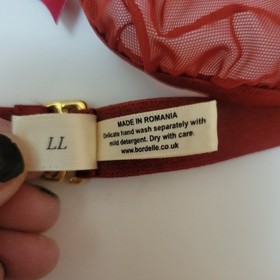 LL
MADE IN ROMANIA
Delicate hand wash separately with
mild detergent. Dry with care.
www.bordelle.co.uk